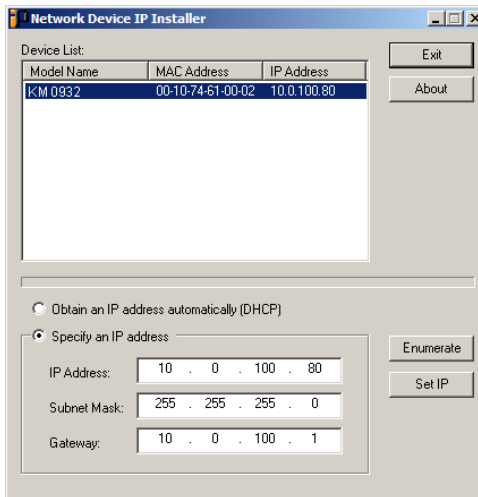 Network Device IP Installer
Device List:
Exit
Model Name MAC Address IP Address
KM0932 00-10-74-61-00-02 10.0.100.80
About
Obtain an IP address automatically (DHCP)
Specify an IP address
Enumerate
IP Address: 10 . 0 . 100 . 80
Set IP
Subnet Mask: 255 . 255 . 255 . 0
Gateway: 10 . 0 . 100 . 1